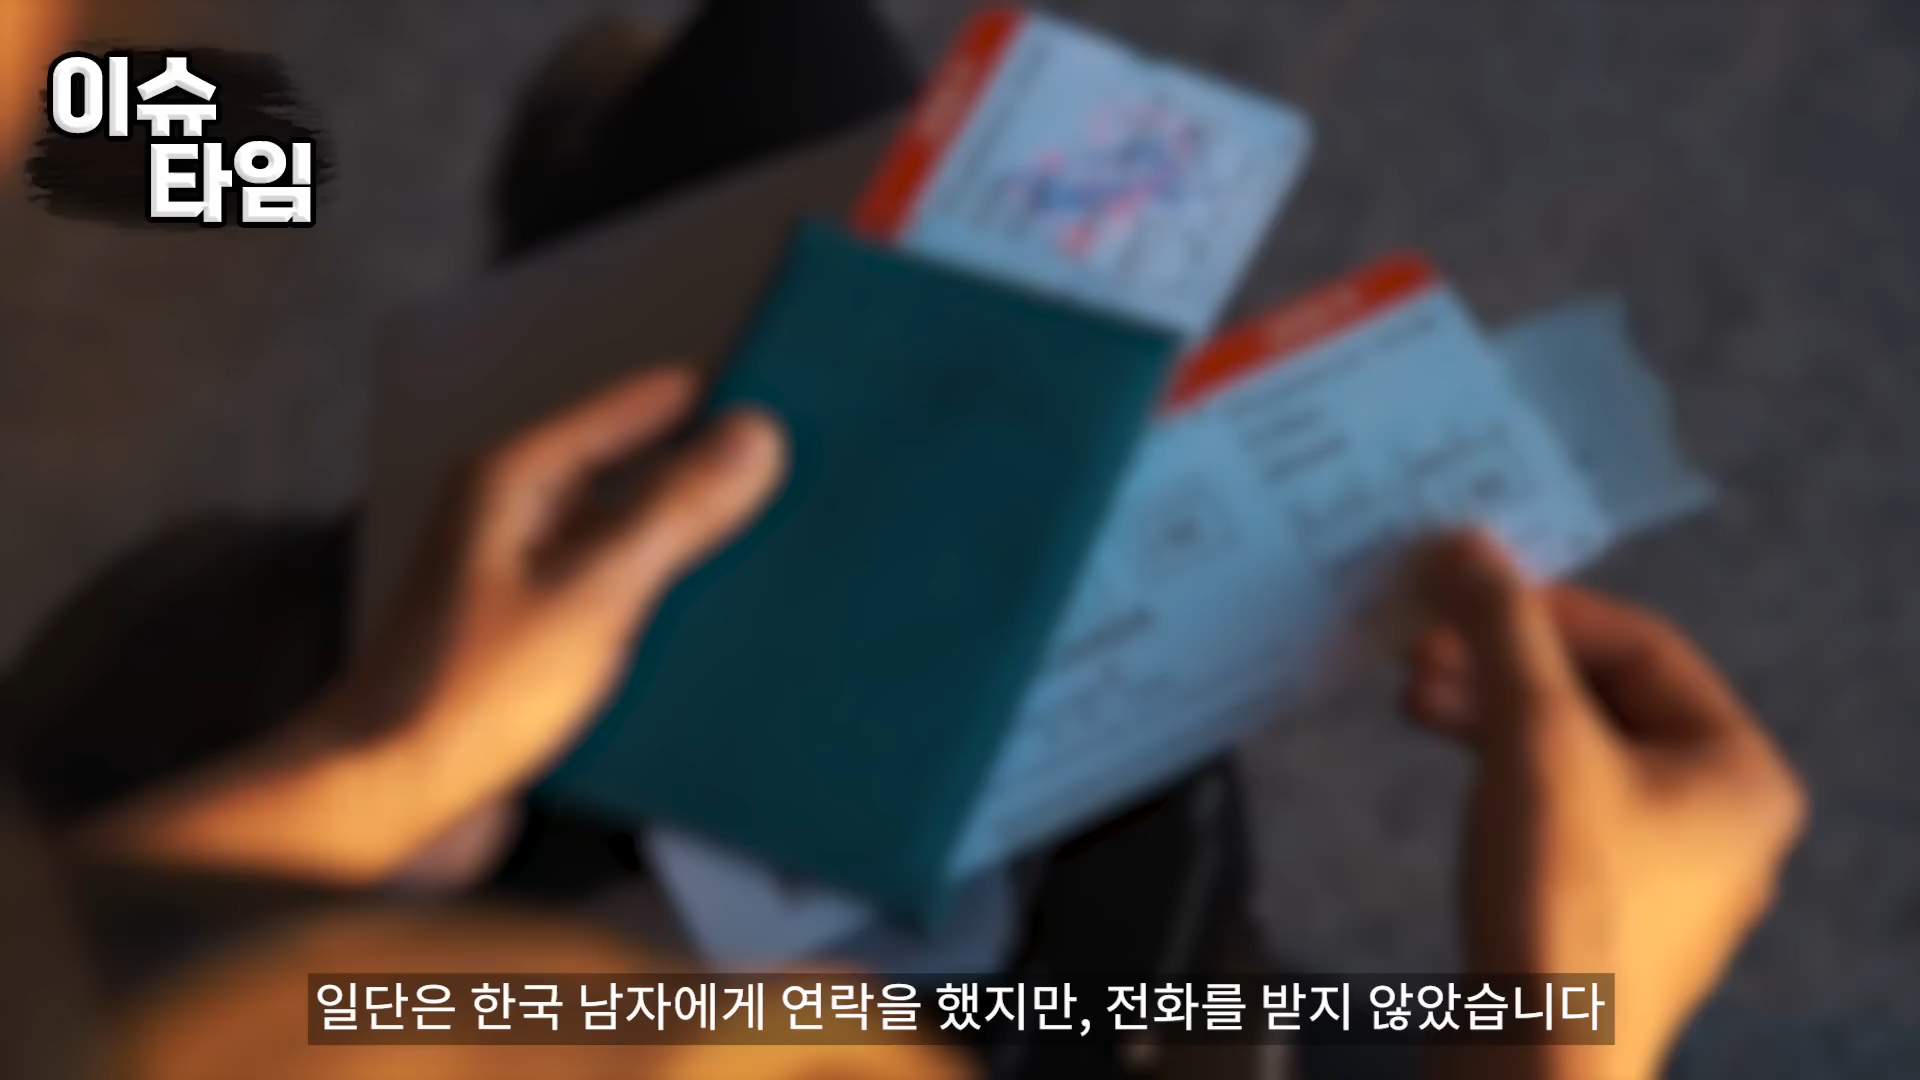 이슈
타임
일단은 한국 남자에게 연락을 했지만, 전화를 받지 않았습니다